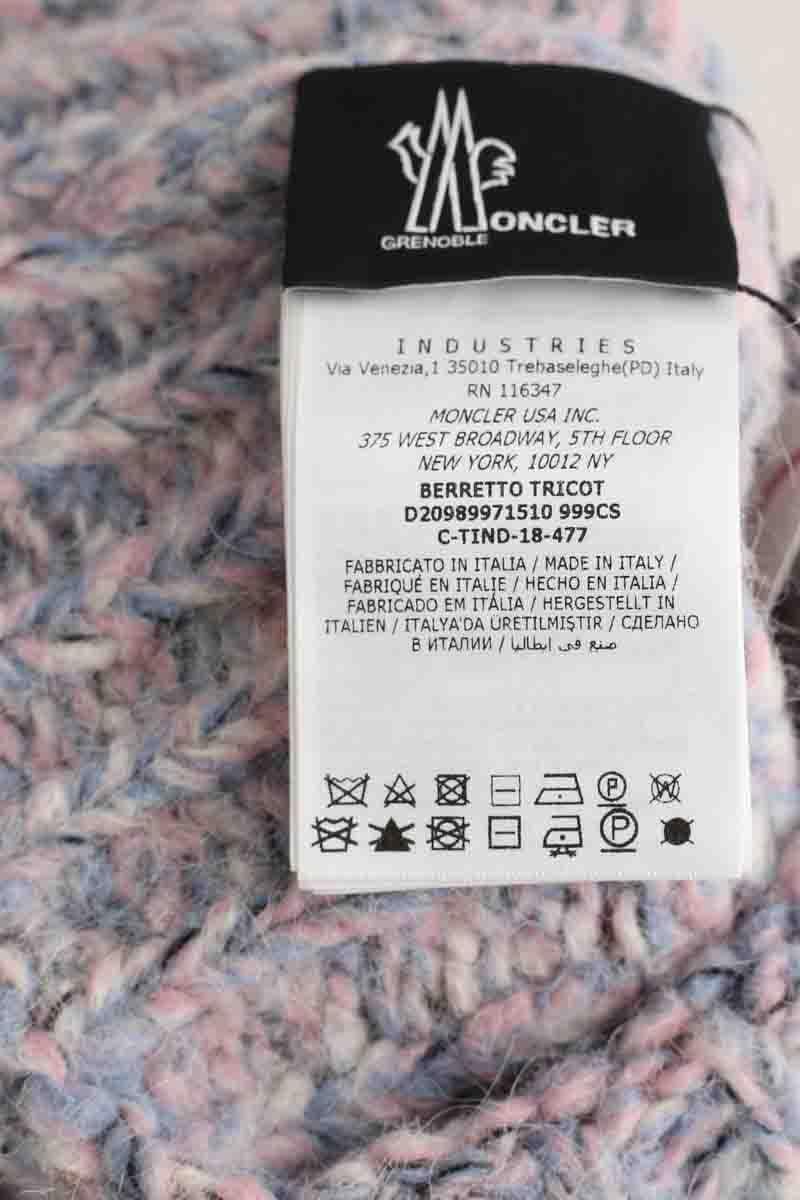 GRENOBLE MONCLER
INDUSTRIES
Via Venezia,1 35010 Trebaseleghe(PD) Italy
RN 116347
MONCLER USA INC.
375 WEST BROADWAY, 5TH FLOOR
NEW YORK, 10012 NY
BERRETTO TRICOT
D20989971510 999CS
C-TIND-18-477
FABBRICATO IN ITALIA / MADE IN ITALY /
FABRIQUÉ EN ITALIE / HECHO EN ITALIA /
FABRICADO EM ITÁLIA / HERGESTELLT IN
ITALIEN / ITALYA'DA ÜRETILMIŞTIR / СДЕЛАНО
В ИТАЛИИ / صنع في ايطاليا
P W
P